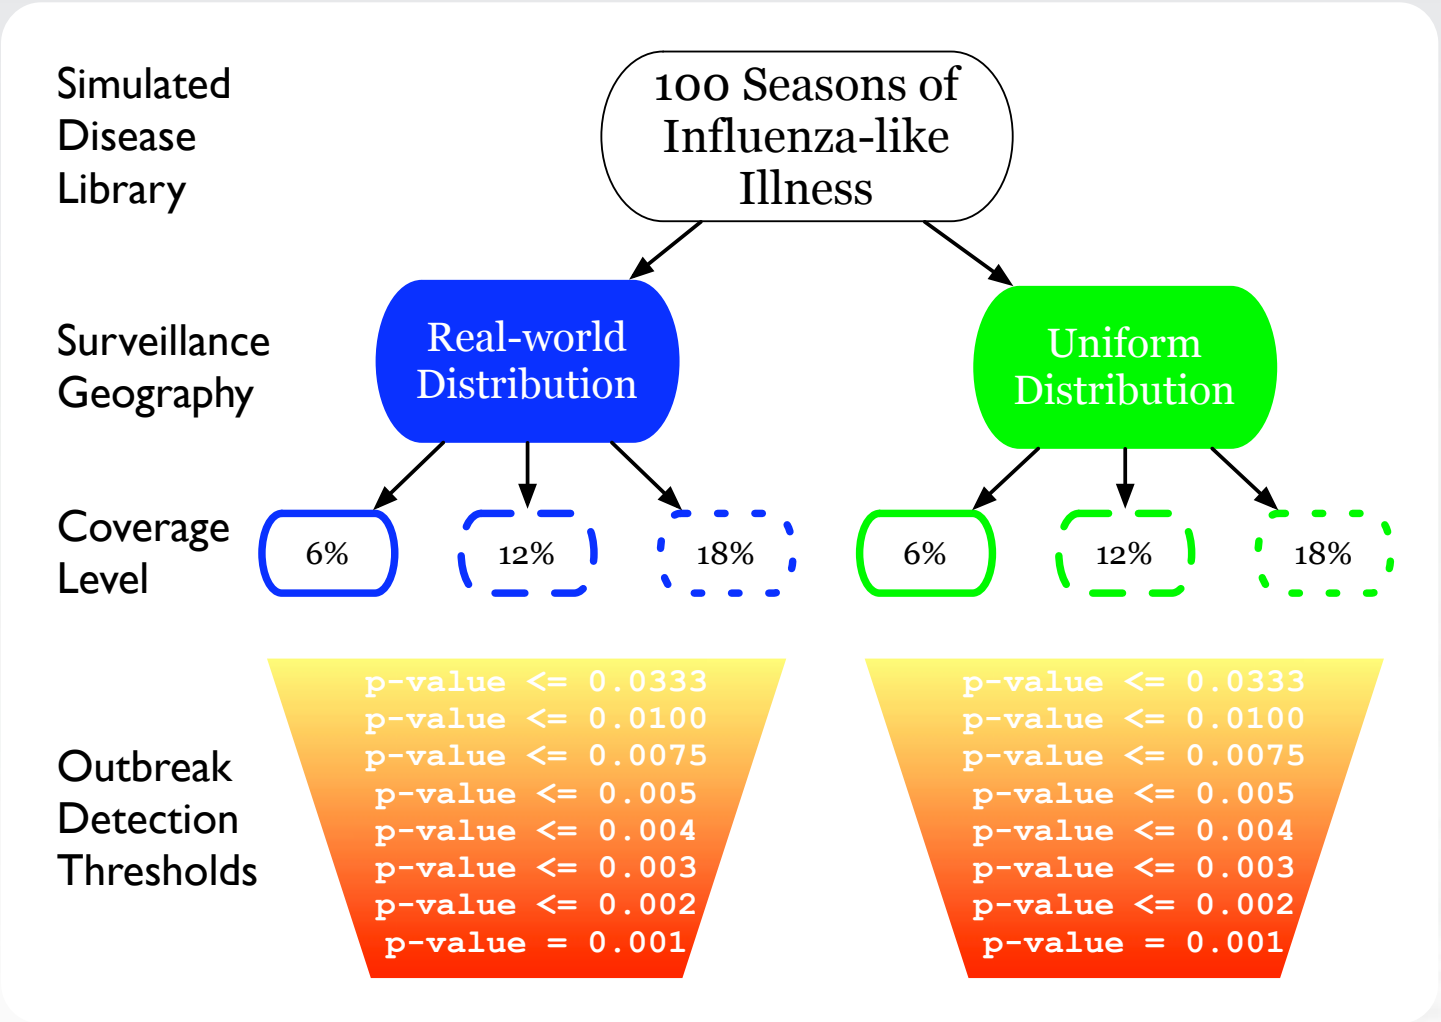 Simulated
Disease
Library
100 Seasons of
Influenza-like
Illness
Surveillance
Geography
Real-world
Distribution
Uniform
Distribution
Coverage
Level
6%
12%
18%
6%
12%
18%
Outbreak
Detection
Thresholds
p-value <= 0.0333
p-value <= 0.0100
p-value <= 0.0075
p-value <= 0.005
p-value <= 0.004
p-value <= 0.003
p-value <= 0.002
p-value = 0.001
p-value <= 0.0333
p-value <= 0.0100
p-value <= 0.0075
p-value <= 0.005
p-value <= 0.004
p-value <= 0.003
p-value <= 0.002
p-value = 0.001